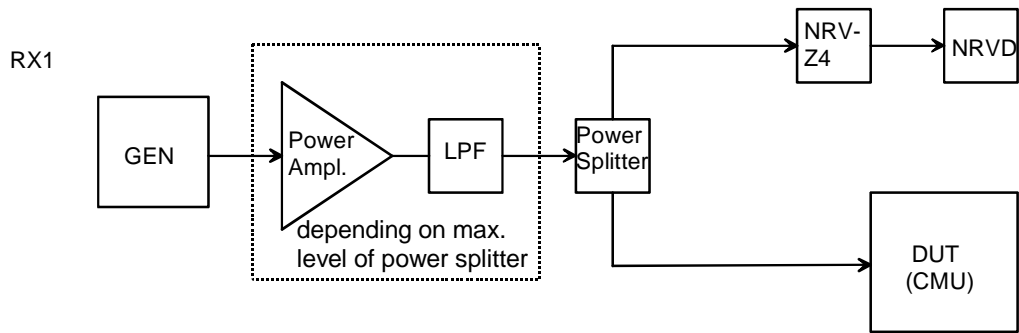 RX1
GEN
Power
Ampl.
LPF
depending on max.
level of power splitter
Power
Splitter
NRV-
Z4
NRVD
DUT
(CMU)